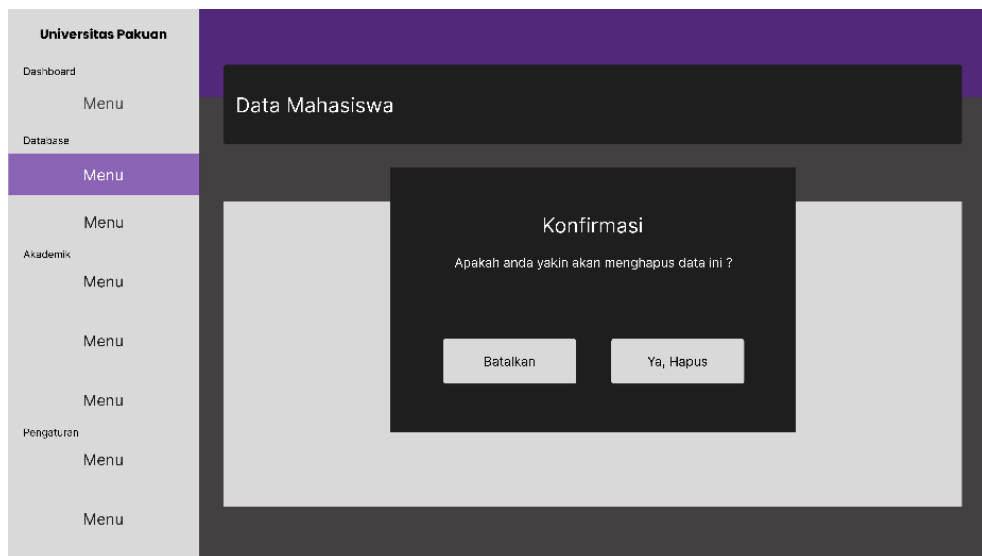 Universitas Pakuan
Dashboard
Menu
Database
Menu
Menu
Akademik
Menu
Menu
Menu
Pengaturan
Menu
Menu
Data Mahasiswa
Konfirmasi
Apakah anda yakin akan menghapus data ini ?
Batalkan
Ya, Hapus